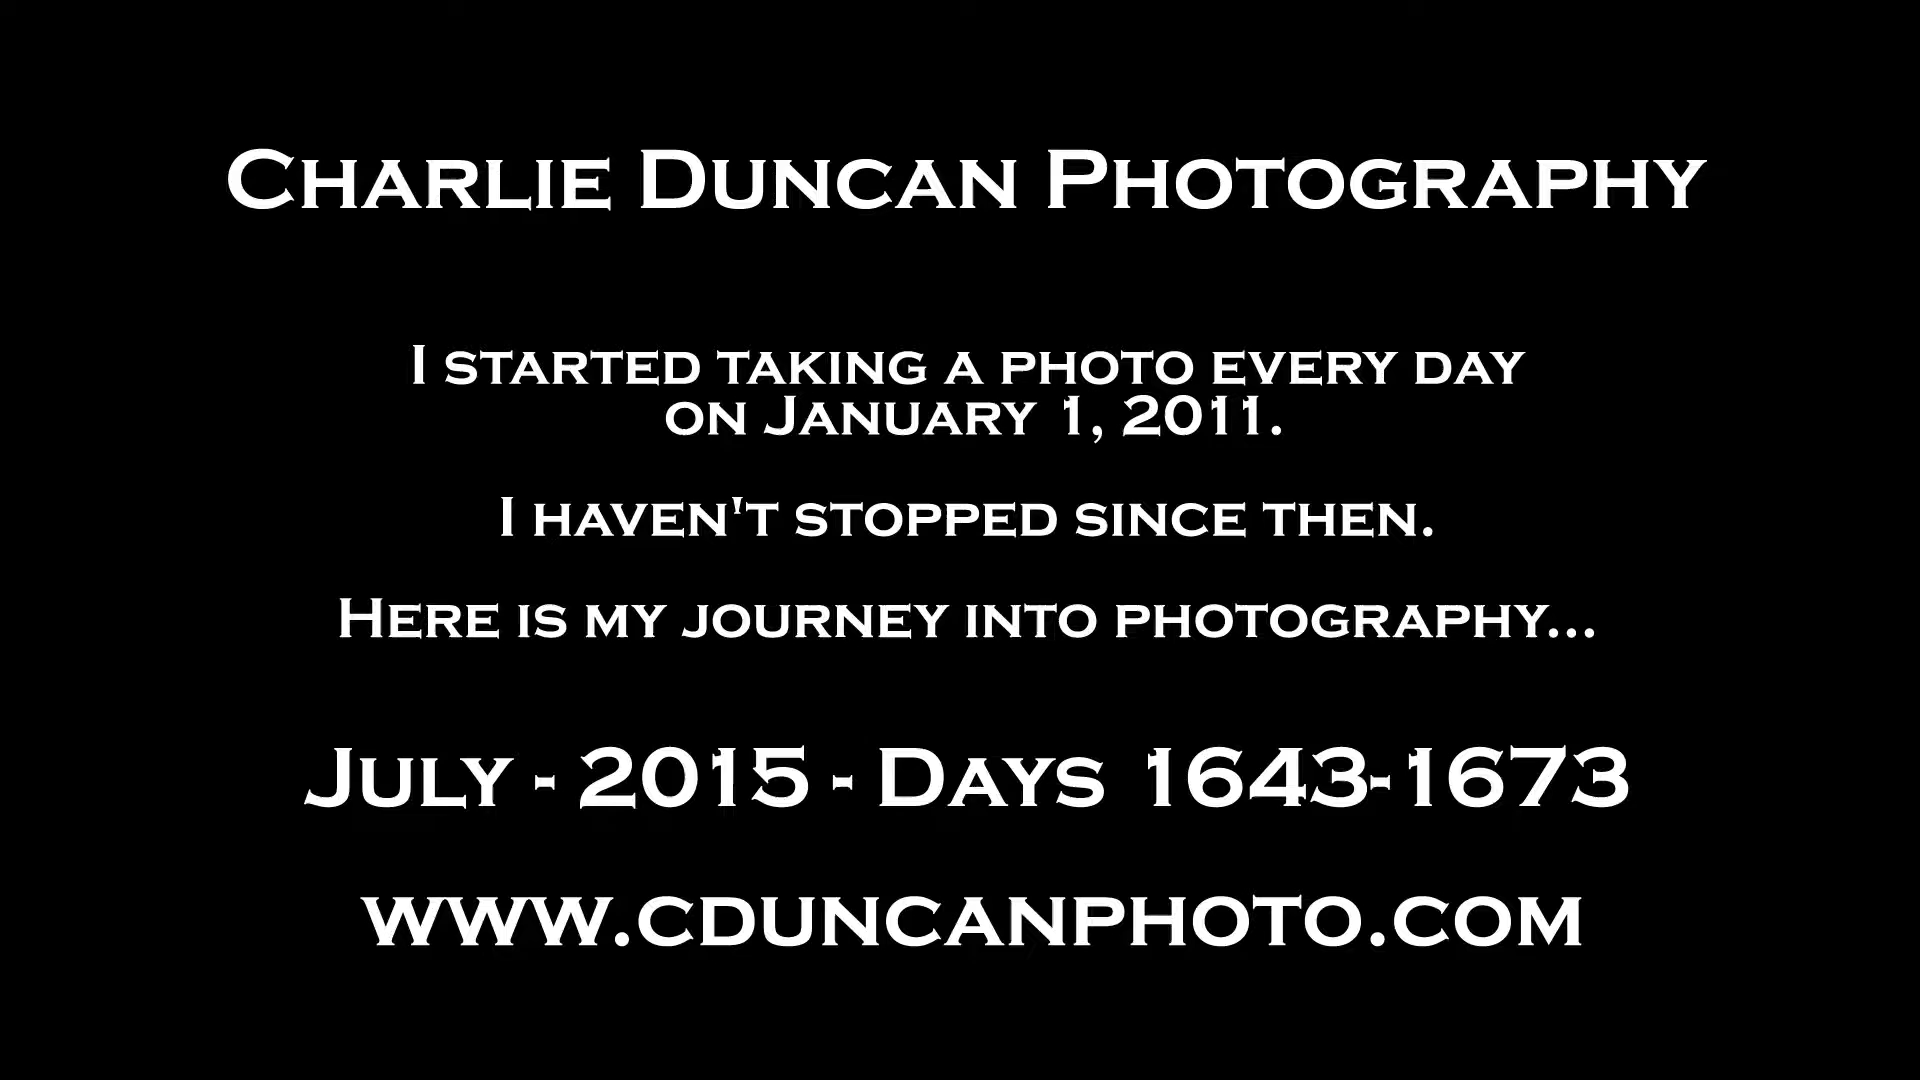 Charlie Duncan Photography
I started taking a photo every day
on January 1, 2011.
I haven't stopped since then.
Here is my journey into photography...
July - 2015 - Days 1643-1673
www.cduncanphoto.com